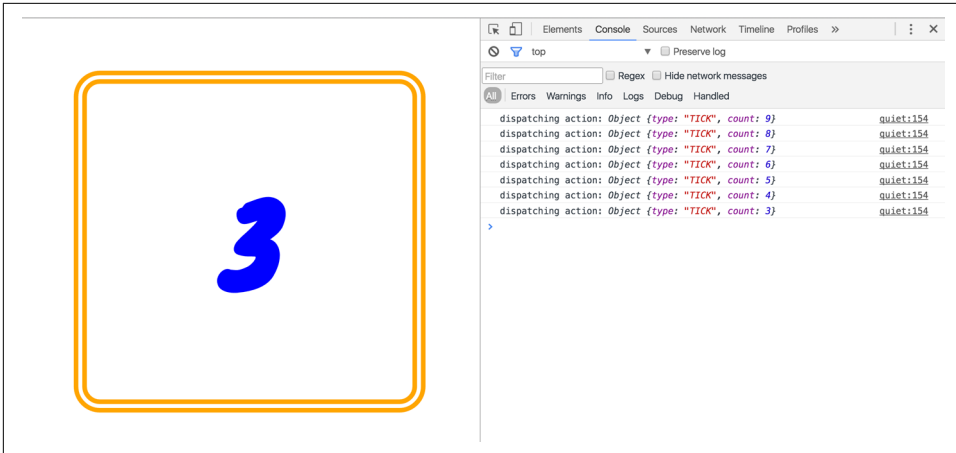 3
Elements Console Sources Network Timeline Profiles »
top Preserve log
Filter Regex Hide network messages
All Errors Warnings Info Logs Debug Handled
dispatching action: Object {type: "TICK", count: 9} quiet:154
dispatching action: Object {type: "TICK", count: 8} quiet:154
dispatching action: Object {type: "TICK", count: 7} quiet:154
dispatching action: Object {type: "TICK", count: 6} quiet:154
dispatching action: Object {type: "TICK", count: 5} quiet:154
dispatching action: Object {type: "TICK", count: 4} quiet:154
dispatching action: Object {type: "TICK", count: 3} quiet:154
>